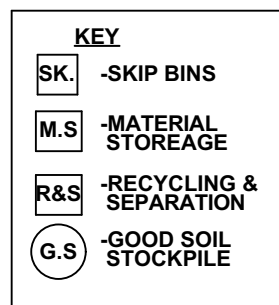 KEY
SK. -SKIP BINS
M.S -MATERIAL
STOREAGE
R&S -RECYCLING &
SEPARATION
G.S -GOOD SOIL
STOCKPILE